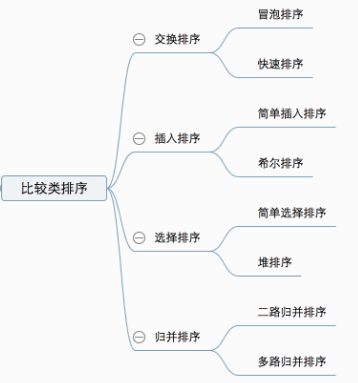 比较类排序
交换排序
冒泡排序
快速排序
插入排序
简单插入排序
希尔排序
选择排序
简单选择排序
堆排序
归并排序
二路归并排序
多路归并排序